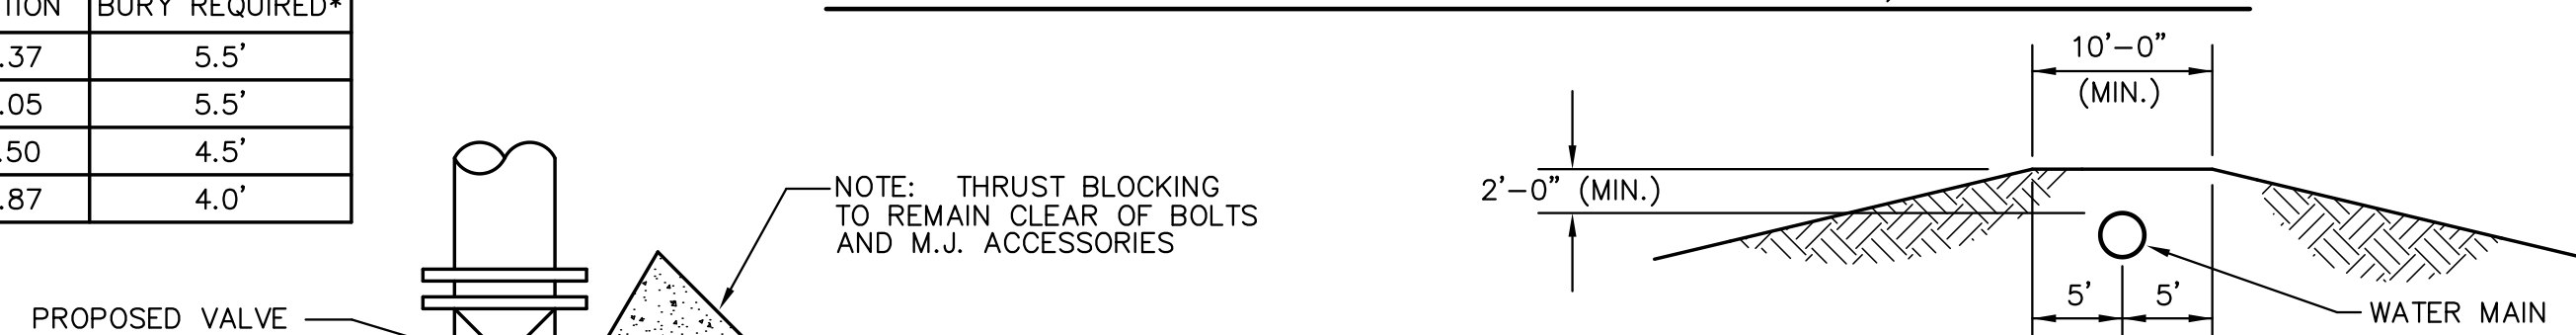 BURY REQUIRED*
.37 5.5'
.05 5.5'
.50 4.5'
.87 4.0'
NOTE: THRUST BLOCKING
TO REMAIN CLEAR OF BOLTS
AND M.J. ACCESSORIES
PROPOSED VALVE
10'-0"
(MIN.)
2'-0" (MIN.)
5' 5'
WATER MAIN